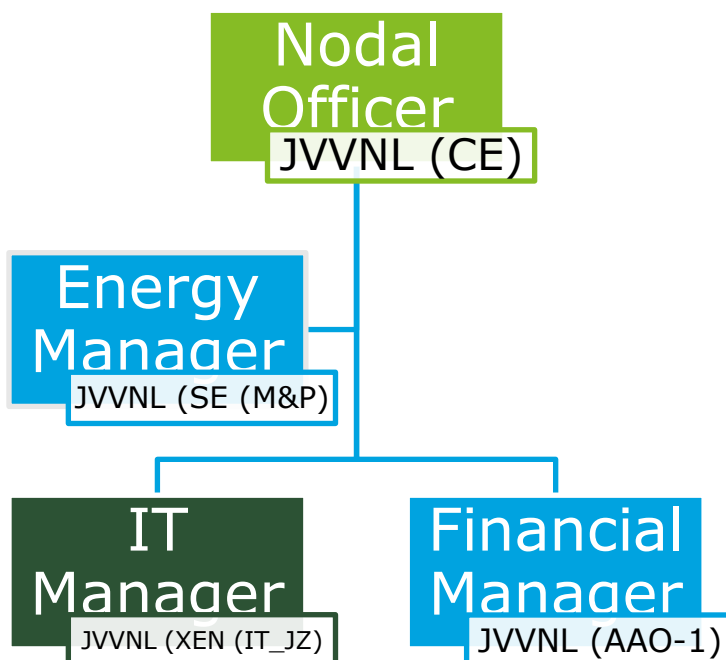 Nodal
Officer
JVVNL (CE)
Energy
Manager
JVVNL (SE (M&P)
IT
Manager
JVVNL (XEN (IT_JZ)
Financial
Manager
JVVNL (AAO-1)